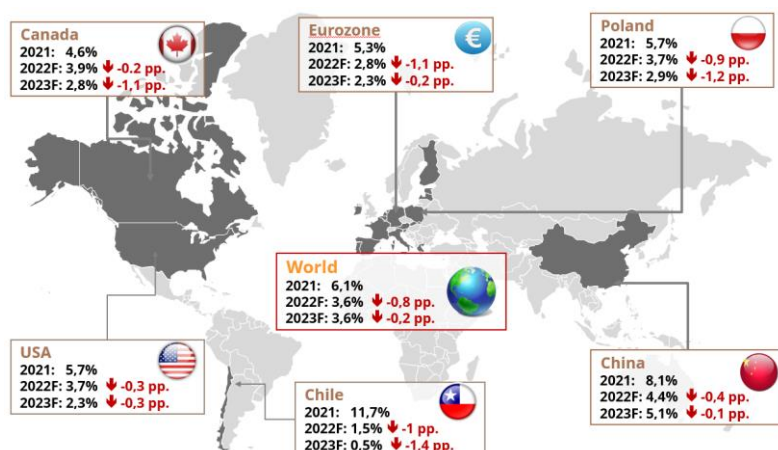 Canada
2021: 4,6%
2022F: 3,9% -0.2 pp.
2023F: 2,8% -1,1 pp.
Eurozone
2021: 5,3%
2022F: 2,8% -1,1 pp.
2023F: 2,3% -0,2 pp.
Poland
2021: 5,7%
2022F: 3,7% -0,9 pp.
2023F: 2,9% -1,2 pp.
World
2021: 6,1%
2022F: 3,6% -0,8 pp.
2023F: 3,6% -0,2 pp.
USA
2021: 5,7%
2022F: 3,7% -0,3 pp.
2023F: 2,3% -0,3 pp.
Chile
2021: 11,7%
2022F: 1,5% -1 pp.
2023F: 0,5% -1,4 pp.
China
2021: 8,1%
2022F: 4,4% -0,4 pp.
2023F: 5,1% -0,1 pp.